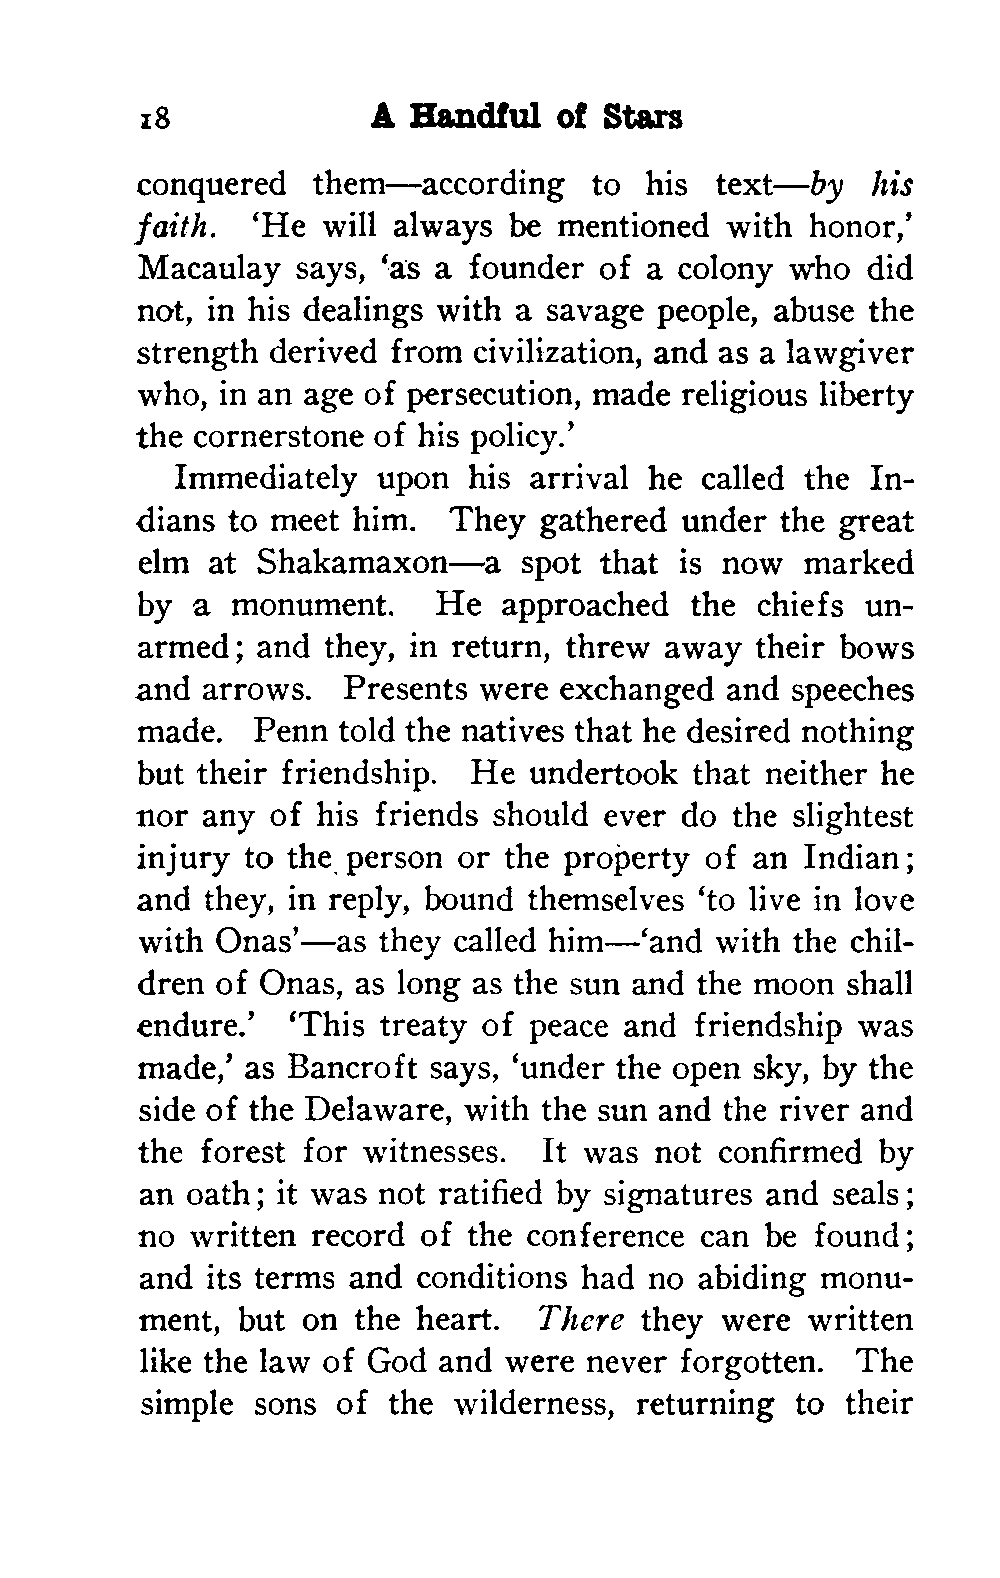 18 A Handful of Stars
conquered them—according to his text—by his
faith. ‘He will always be mentioned with honor,’
Macaulay says, ‘as a founder of a colony who did
not, in his dealings with a savage people, abuse the
strength derived from civilization, and as a lawgiver
who, in an age of persecution, made religious liberty
the cornerstone of his policy.’
Immediately upon his arrival he called the In-
dians to meet him. They gathered under the great
elm at Shakamaxon—a spot that is now marked
by a monument. He approached the chiefs un-
armed; and they, in return, threw away their bows
and arrows. Presents were exchanged and speeches
made. Penn told the natives that he desired nothing
but their friendship. He undertook that neither he
nor any of his friends should ever do the slightest
injury to the person or the property of an Indian;
and they, in reply, bound themselves ‘to live in love
with Onas’—as they called him—‘and with the chil-
dren of Onas, as long as the sun and the moon shall
endure.’ ‘This treaty of peace and friendship was
made,’ as Bancroft says, ‘under the open sky, by the
side of the Delaware, with the sun and the river and
the forest for witnesses. It was not confirmed by
an oath; it was not ratified by signatures and seals;
no written record of the conference can be found;
and its terms and conditions had no abiding monu-
ment, but on the heart. There they were written
like the law of God and were never forgotten. The
simple sons of the wilderness, returning to their